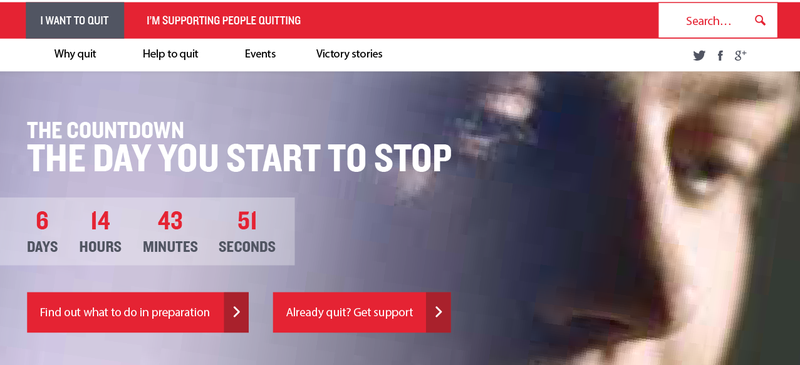 I WANT TO QUIT
I'M SUPPORTING PEOPLE QUITTING
Search...
Why quit
Help to quit
Events
Victory stories
g+
THE COUNTDOWN
THE DAY YOU START TO STOP
6 14 43 51
DAYS HOURS MINUTES SECONDS
Find out what to do in preparation
Already quit? Get support